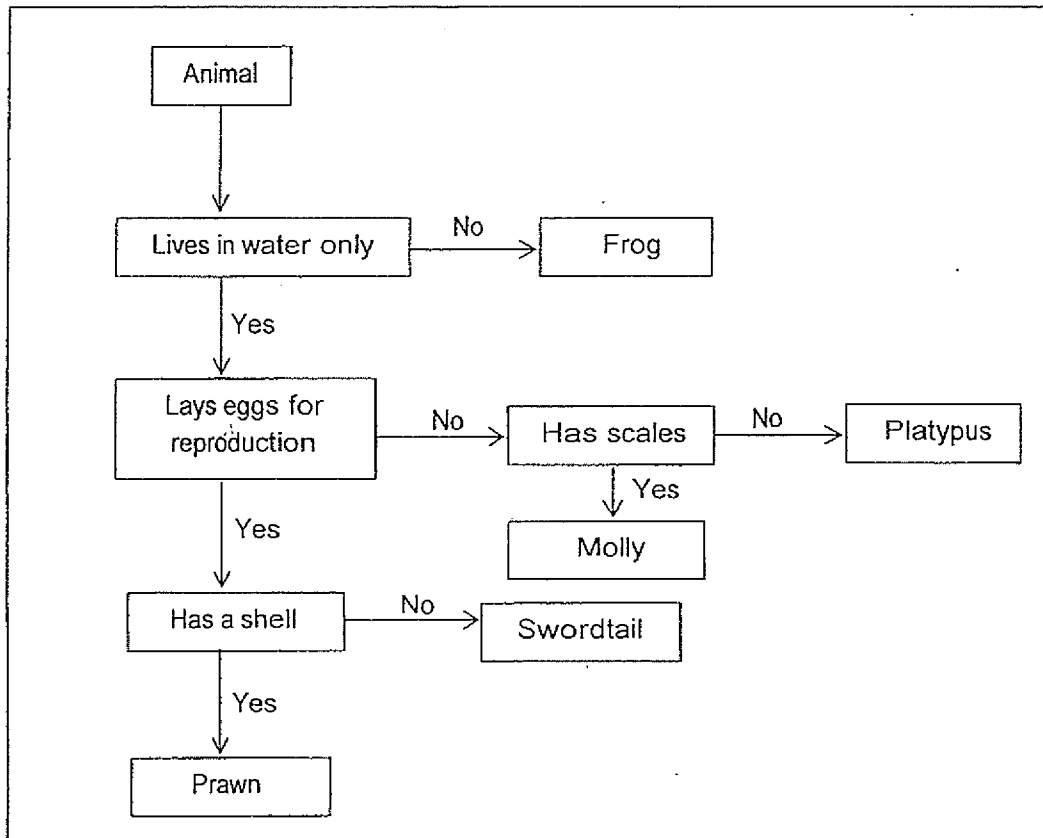 Animal
Lives in water only
No
Frog
Yes
Lays eggs for
reproduction
No
Has scales
No
Platypus
Yes
Molly
Yes
Has a shell
No
Swordtail
Yes
Prawn